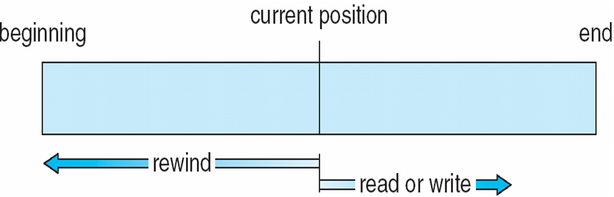 current position
beginning
end
rewind
read or write